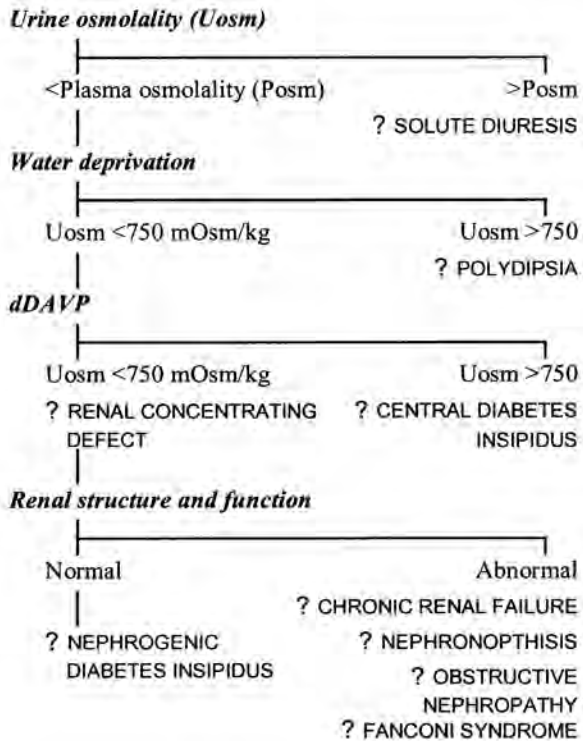 Urine osmolality (Uosm)
<Plasma osmolality (Posm) >Posm
? SOLUTE DIURESIS
Water deprivation
Uosm <750 mOsm/kg Uosm >750
? POLYDIPSIA
dDAVP
Uosm <750 mOsm/kg Uosm >750
? RENAL CONCENTRATING ? CENTRAL DIABETES
DEFECT INSIPIDUS
Renal structure and function
Normal Abnormal
? CHRONIC RENAL FAILURE
? NEPHROGENIC ? NEPHRONOPTHISIS
DIABETES INSIPIDUS ? OBSTRUCTIVE
NEPHROPATHY
? FANCONI SYNDROME